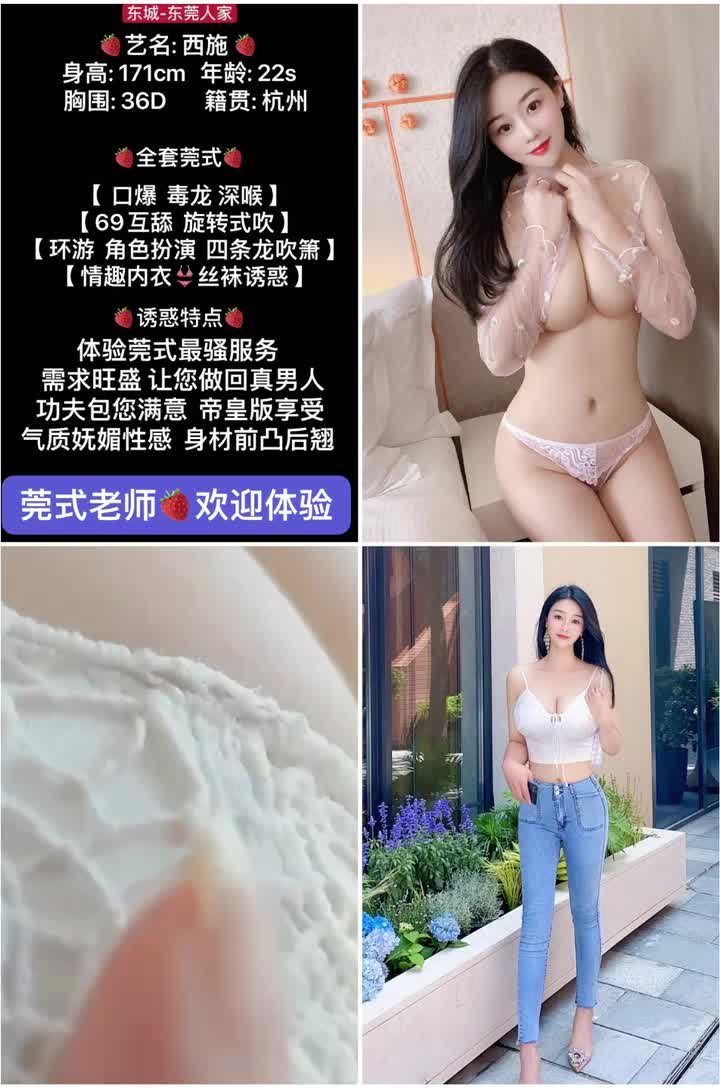 东城-东莞人家
🍓艺名: 西施🍓
身高: 171cm 年龄: 22s
胸围: 36D 籍贯: 杭州
🍓全套莞式🍓
【 口爆 毒龙 深喉 】
【 69互舔 旋转式吹 】
【 环游 角色扮演 四条龙吹箫 】
【 情趣内衣👙丝袜诱惑 】
🍓诱惑特点🍓
体验莞式最骚服务
需求旺盛 让您做回真男人
功夫包您满意 帝皇版享受
气质妩媚性感 身材前凸后翘
莞式老师🍓欢迎体验